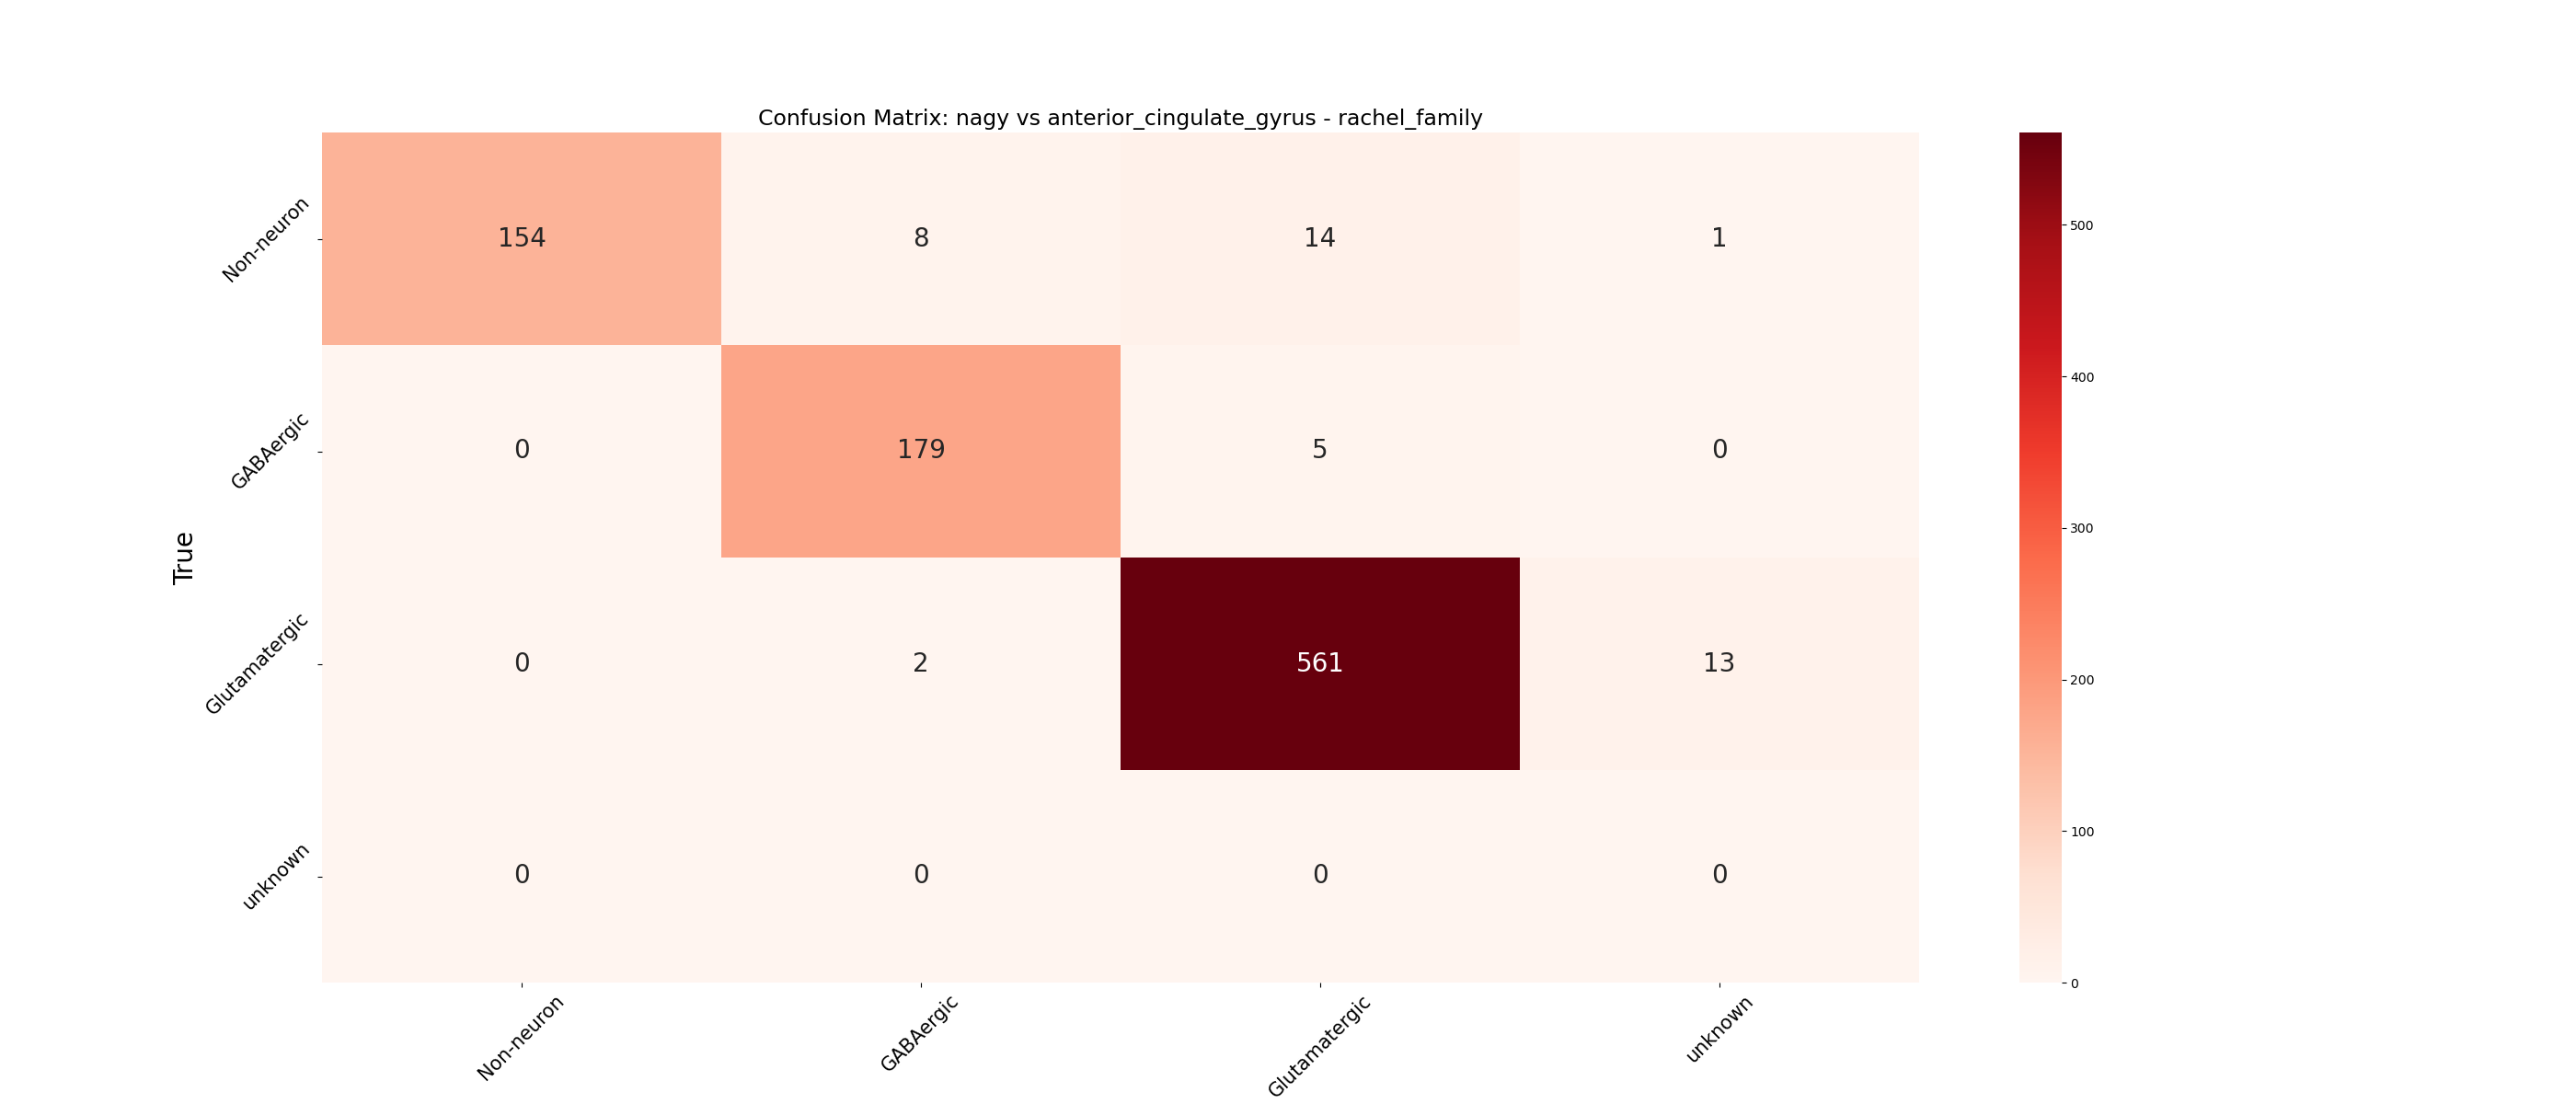 Confusion Matrix: nagy vs anterior_cingulate_gyrus - rachel_family
True
Non-neuron 154 8 14 1
GABAergic 0 179 5 0
Glutamatergic 0 2 561 13
unknown 0 0 0 0
Non-neuron GABAergic Glutamatergic unknown
500
400
300
200
100
0